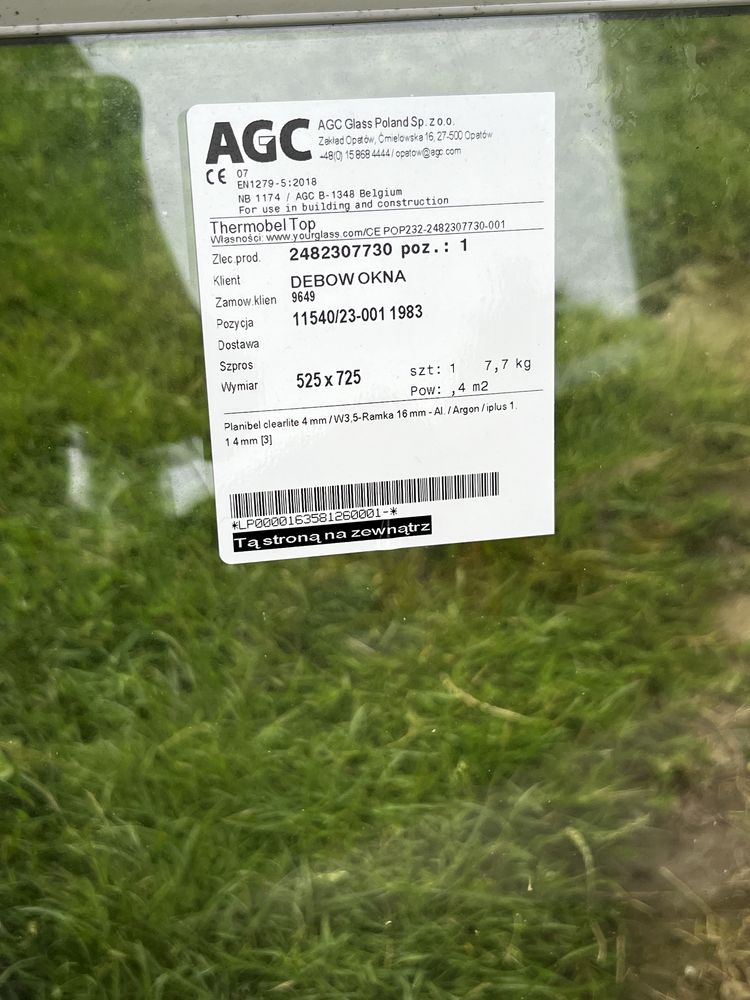 AGC
AGC Glass Poland Sp. z o.o.
Zakład Opatów, Ćmielowska 16, 27-500 Opatów
+48(0) 15 868 4444 / opatow@agc.com
CE
07
EN1279-5:2018
NB 1174 / AGC B-1348 Belgium
For use in building and construction
Thermobel Top
Własności: www.yourglass.com/CE POP232-2482307730-001
Zlec.prod. 2482307730 poz.: 1
Klient DEBOW OKNA
Zamow.klien 9649
Pozycja 11540/23-001 1983
Dostawa
Szpros
Wymiar 525 x 725 szt: 1 7,7 kg
Pow: ,4 m2
Planibel clearlite 4 mm / W3,5-Ramka 16 mm - Al. / Argon / iplus 1.
1 4 mm [3]
*LP0000163581260001-*
Tą stroną na zewnątrz